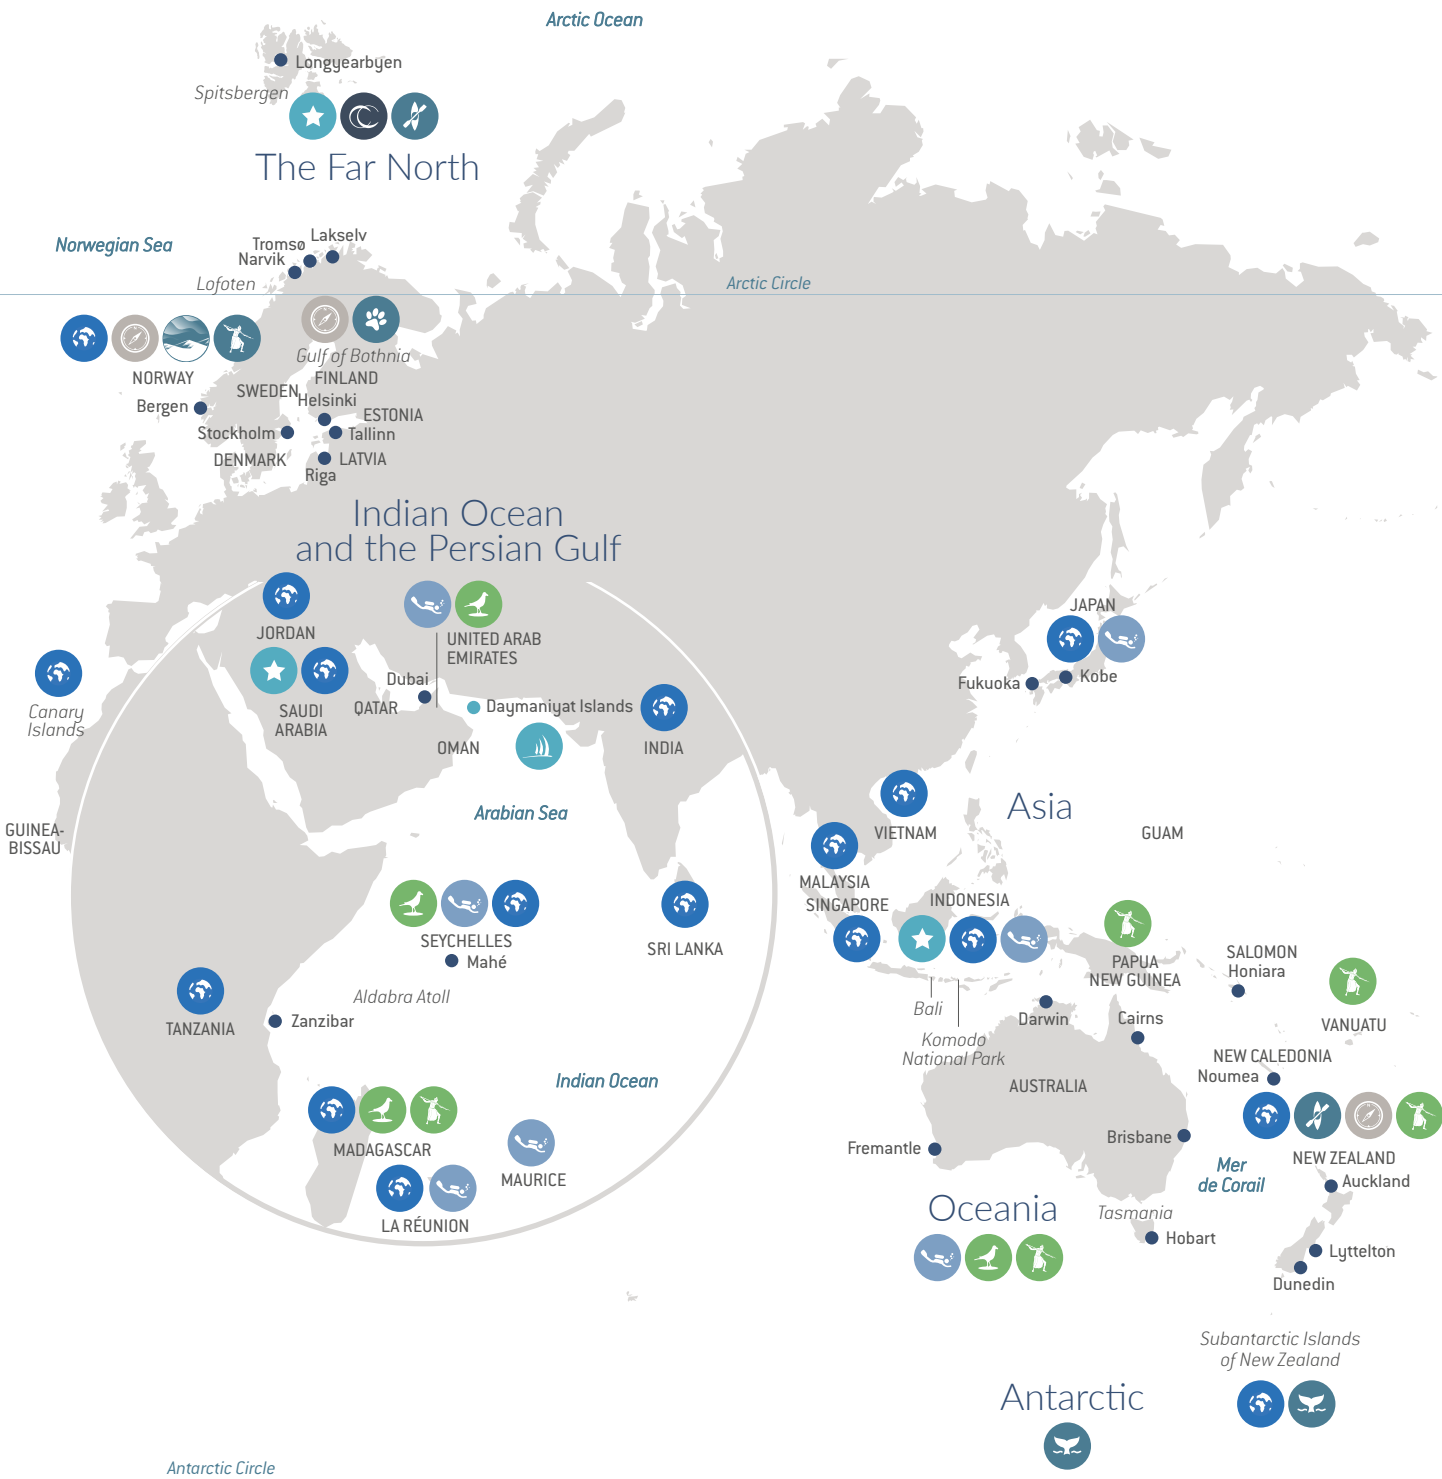 Arctic Ocean
Longyearbyen
Spitsbergen
The Far North
Norwegian Sea
Lakselv
Tromsø
Narvik
Lofoten
Arctic Circle
Gulf of Bothnia
NORWAY
FINLAND
SWEDEN
Helsinki
Bergen
ESTONIA
Stockholm
Tallinn
DENMARK
LATVIA
Riga
Indian Ocean
and the Persian Gulf
JORDAN
UNITED ARAB
EMIRATES
JAPAN
Dubai
Fukuoka
Kobe
Canary
Islands
SAUDI
ARABIA
QATAR
Daymaniyat Islands
OMAN
INDIA
Arabian Sea
Asia
GUINEA-
BISSAU
VIETNAM
GUAM
MALAYSIA
SINGAPORE
INDONESIA
SEYCHELLES
Mahé
SRI LANKA
PAPUA
NEW GUINEA
SALOMON
Honiara
Aldabra Atoll
Bali
TANZANIA
Zanzibar
Darwin
Cairns
VANUATU
Komodo
National Park
NEW CALEDONIA
Noumea
Indian Ocean
AUSTRALIA
MADAGASCAR
Fremantle
Brisbane
MAURICE
NEW ZEALAND
Mer
de Corail
Auckland
LA RÉUNION
Oceania
Tasmania
Hobart
Lyttelton
Dunedin
Subantarctic Islands
of New Zealand
Antarctic
Antarctic Circle